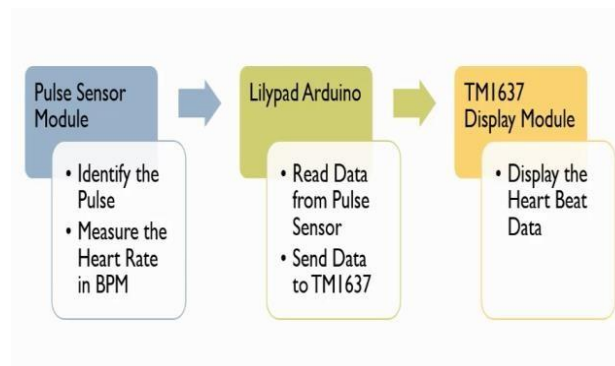 Pulse Sensor
Module
• Identify the
Pulse
• Measure the
Heart Rate
in BPM
Lilypad Arduino
• Read Data
from Pulse
Sensor
• Send Data
to TM1637
TM1637
Display Module
• Display the
Heart Beat
Data